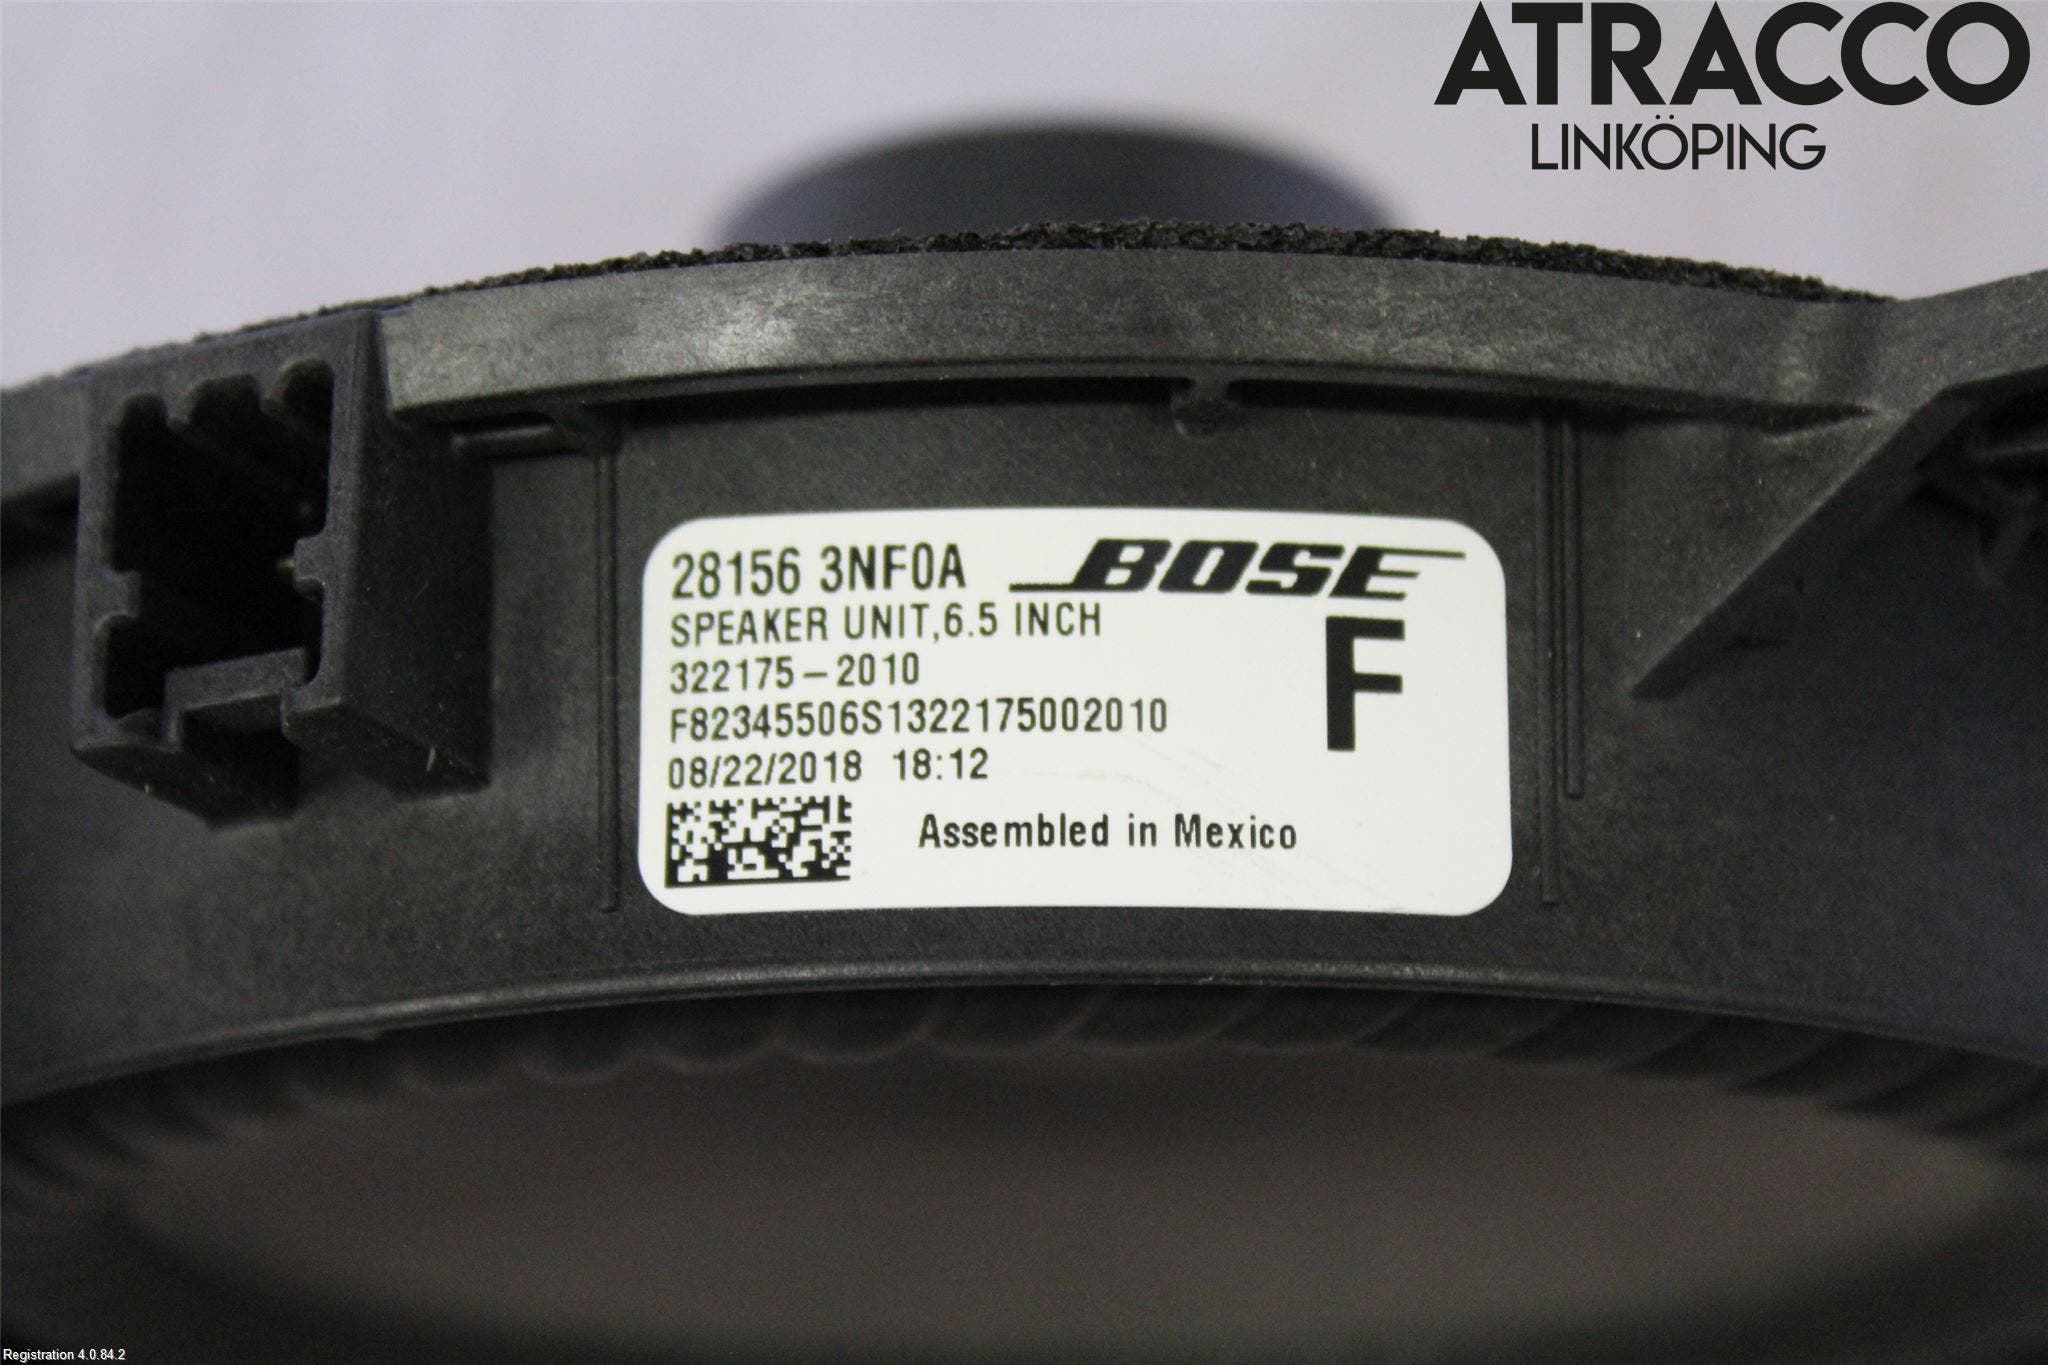 ATRACCO
LINKÖPING
28156 3NF0A BOSE
SPEAKER UNIT,6.5 INCH
322175-2010
F
F82345506S1322175002010
08/22/2018 18:12
Assembled in Mexico
Registration 4.0.84.2